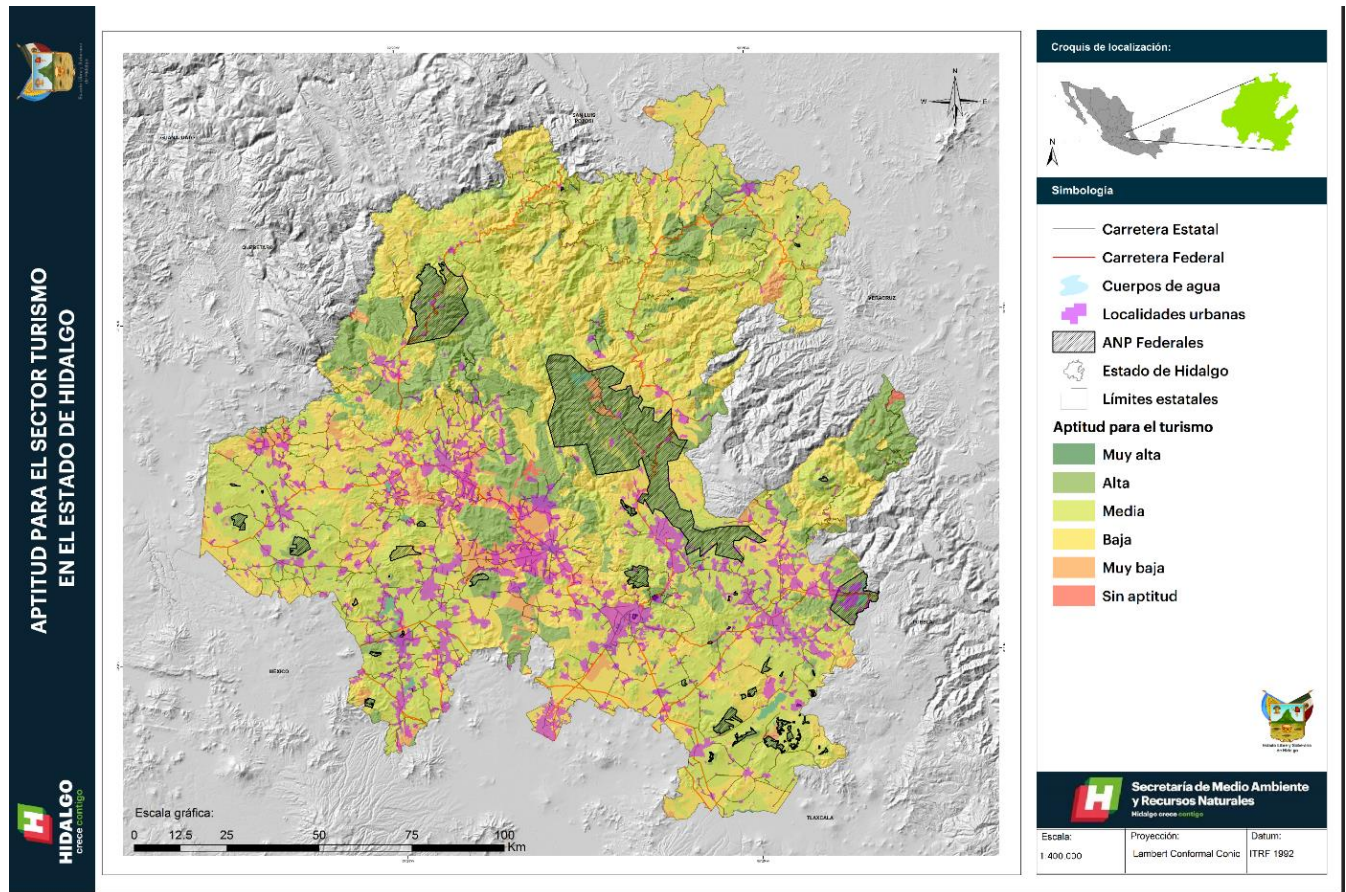 APTITUD PARA EL SECTOR TURISMO
EN EL ESTADO DE HIDALGO
HIDALGO
crece contigo
SAN LUIS
POTOSÍ
QUERÉTARO
VERACRUZ
MÉXICO
PUEBLA
TLAXCALA
N
W
E
Escala gráfica:
0 12.5 25 50 75 100
Km
Croquis de localización:
N
Simbología
Carretera Estatal
Carretera Federal
Cuerpos de agua
Localidades urbanas
ANP Federales
Estado de Hidalgo
Límites estatales
Aptitud para el turismo
Muy alta
Alta
Media
Baja
Muy baja
Sin aptitud
Secretaría de Medio Ambiente
y Recursos Naturales
Hidalgo crece contigo
Escala:
1:400,000
Proyección:
Lambert Conformal Conic
Datum:
ITRF 1992